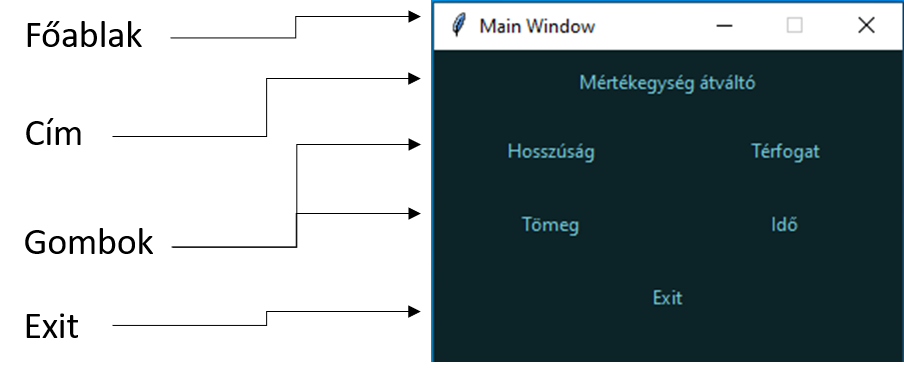 Főablak
Cím
Gombok
Exit
Main Window
Mértékegység átváltó
Hosszúság Térfogat
Tömeg Idő
Exit